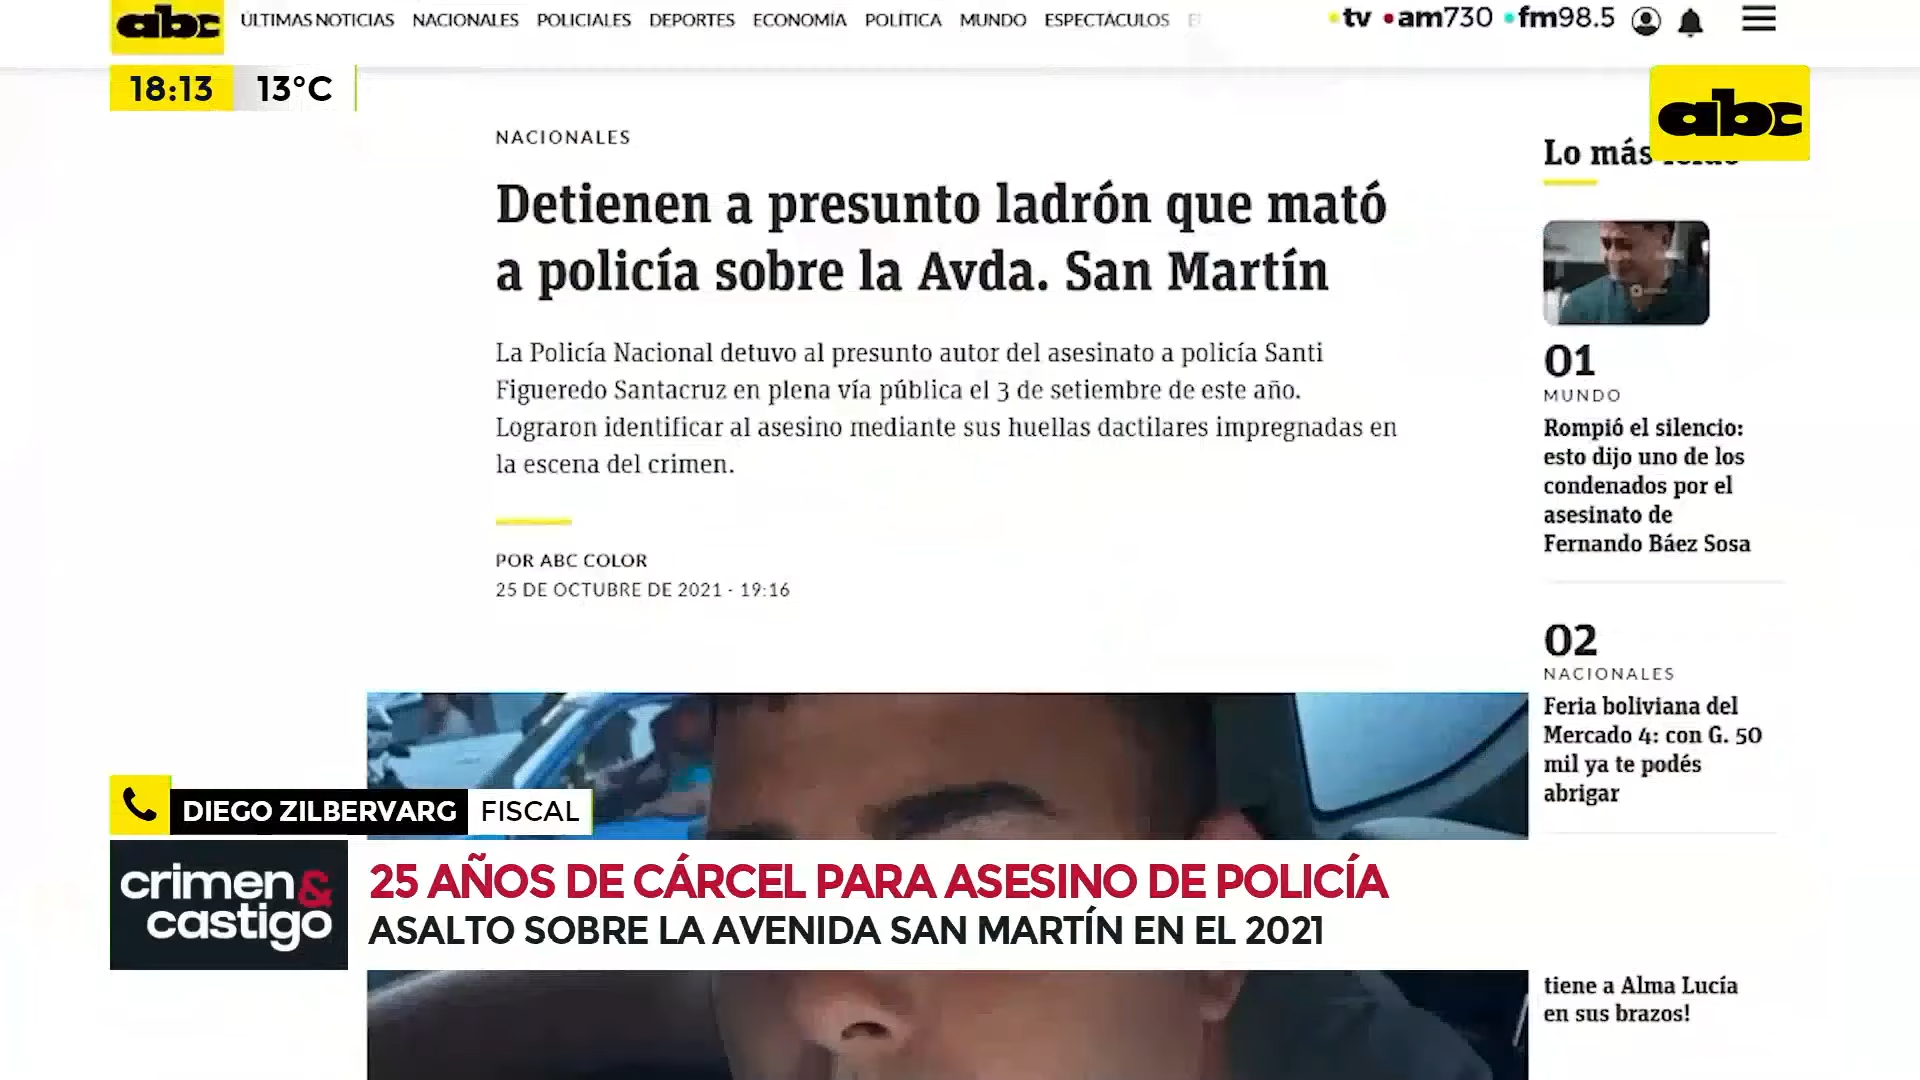 abc
ÚLTIMAS NOTICIAS NACIONALES POLICIALES DEPORTES ECONOMÍA POLÍTICA MUNDO ESPECTÁCULOS
tv am730 fm98.5
18:13 13°C
abc
NACIONALES
Detienen a presunto ladrón que mató
a policía sobre la Avda. San Martín
La Policía Nacional detuvo al presunto autor del asesinato a policía Santi
Figueredo Santacruz en plena vía pública el 3 de setiembre de este año.
Lograron identificar al asesino mediante sus huellas dactilares impregnadas en
la escena del crimen.
POR ABC COLOR
25 DE OCTUBRE DE 2021 - 19:16
Lo más
01
MUNDO
Rompió el silencio:
esto dijo uno de los
condenados por el
asesinato de
Fernando Báez Sosa
02
NACIONALES
Feria boliviana del
Mercado 4: con G. 50
mil ya te podés
abrigar
tiene a Alma Lucía
en sus brazos!
DIEGO ZILBERVARG FISCAL
crimen&
castigo
25 AÑOS DE CÁRCEL PARA ASESINO DE POLICÍA
ASALTO SOBRE LA AVENIDA SAN MARTÍN EN EL 2021